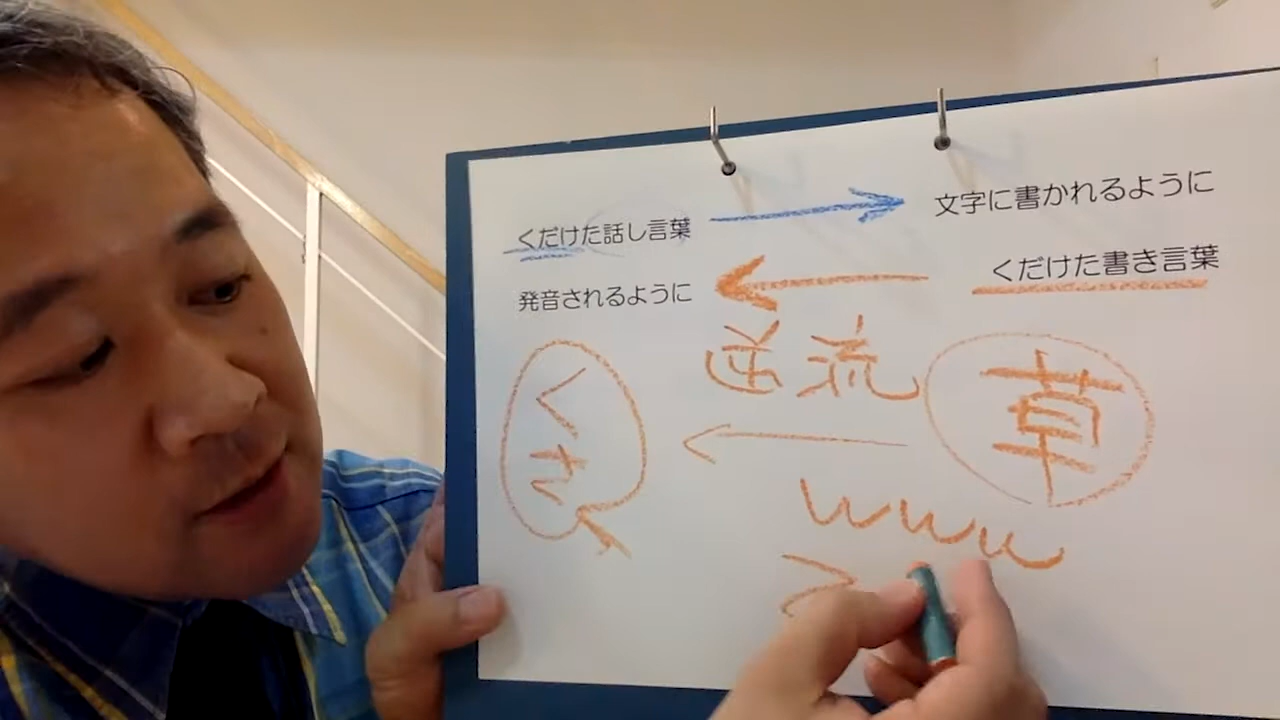 くだけた話し言葉
文字に書かれるように
発音されるように
くだけた書き言葉
逆流
くさ
草
www